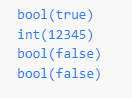 bool(true)
int(12345)
bool(false)
bool(false)